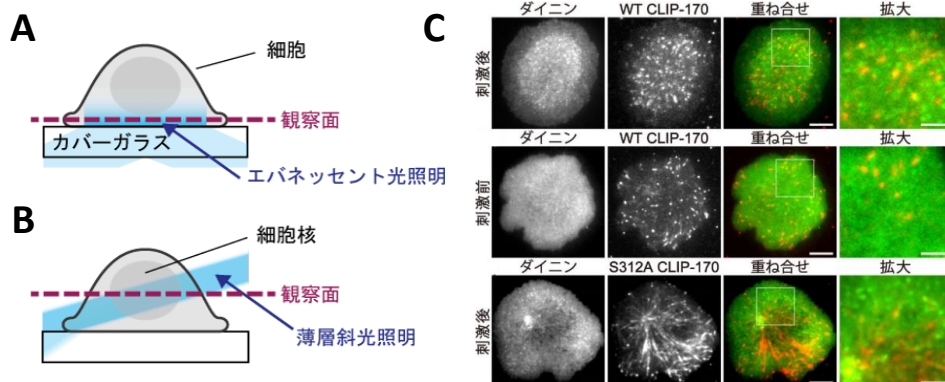 A
細胞
観察面
カバーガラス
エバネッセント光照明
B
細胞核
観察面
薄層斜光照明
C
ダイニン WT CLIP-170 重ね合せ 拡大
刺激後
ダイニン WT CLIP-170 重ね合せ 拡大
刺激前
ダイニン S312A CLIP-170 重ね合せ 拡大
刺激後